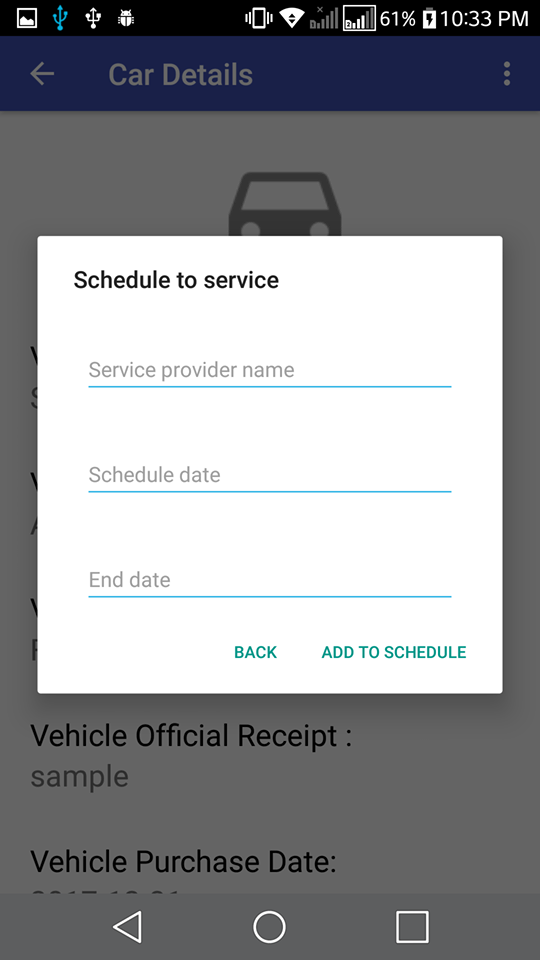 61% 10:33 PM
Car Details
Schedule to service
Service provider name
Schedule date
End date
BACK ADD TO SCHEDULE
Vehicle Official Receipt :
sample
Vehicle Purchase Date: